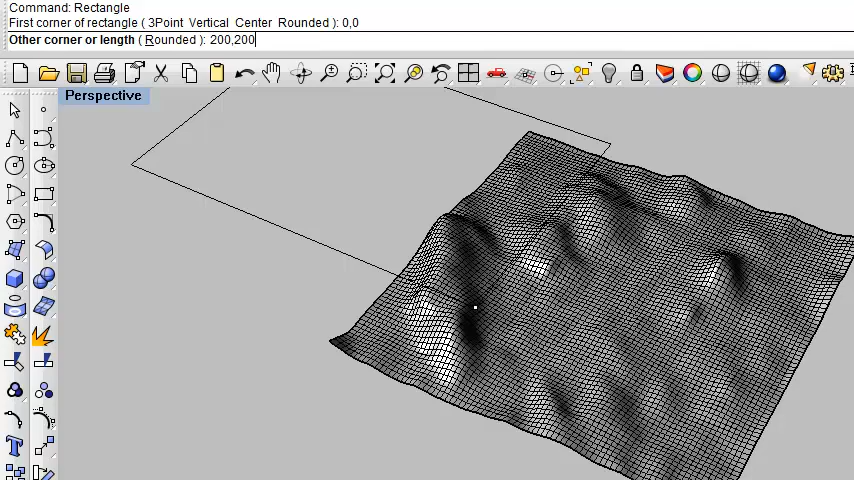 Command: Rectangle
First corner of rectangle ( 3Point Vertical Center Rounded ): 0,0
Other corner or length ( Rounded ): 200,200
Perspective